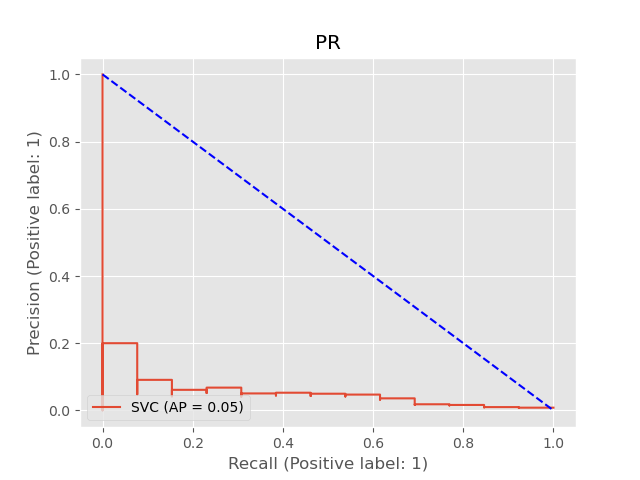 PR
Precision (Positive label: 1)
1.0
0.8
0.6
0.4
0.2
0.0
SVC (AP = 0.05)
0.0 0.2 0.4 0.6 0.8 1.0
Recall (Positive label: 1)